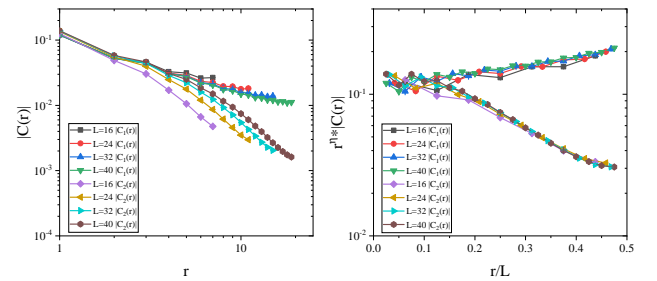 10⁻¹
10⁻²
10⁻³
10⁻⁴
|C(r)|
L=16 |C₁(r)|
L=24 |C₁(r)|
L=32 |C₁(r)|
L=40 |C₁(r)|
L=16 |C₂(r)|
L=24 |C₂(r)|
L=32 |C₂(r)|
L=40 |C₂(r)|
1
10
r
10⁻¹
10⁻²
r^η*|C(r)|
L=16 |C₁(r)|
L=24 |C₁(r)|
L=32 |C₁(r)|
L=40 |C₁(r)|
L=16 |C₂(r)|
L=24 |C₂(r)|
L=32 |C₂(r)|
L=40 |C₂(r)|
0.0 0.1 0.2 0.3 0.4 0.5
r/L